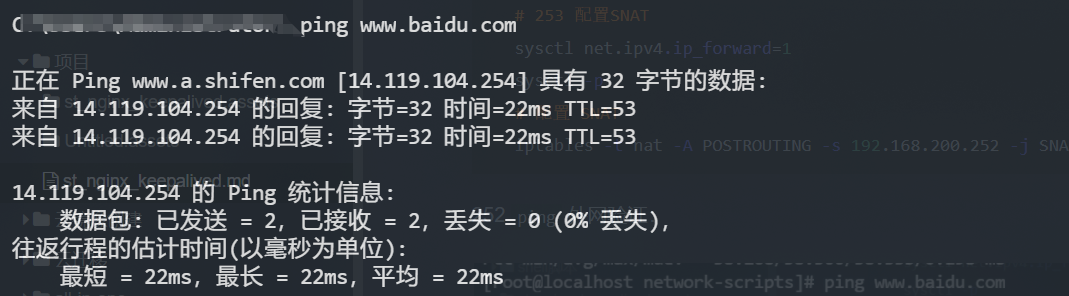 ping www.baidu.com
正在 Ping www.a.shifen.com [14.119.104.254] 具有 32 字节的数据:
来自 14.119.104.254 的回复: 字节=32 时间=22ms TTL=53
来自 14.119.104.254 的回复: 字节=32 时间=22ms TTL=53
14.119.104.254 的 Ping 统计信息:
数据包: 已发送 = 2, 已接收 = 2, 丢失 = 0 (0% 丢失),
往返行程的估计时间(以毫秒为单位):
最短 = 22ms, 最长 = 22ms, 平均 = 22ms
项目
st_nginx_keepalived.md
# 253 配置SNAT
sysctl net.ipv4.ip_forward=1
nat -A POSTROUTING -s 192.168.200.252 -j SNA
[root@localhost network-scripts]# ping www.baidu.com